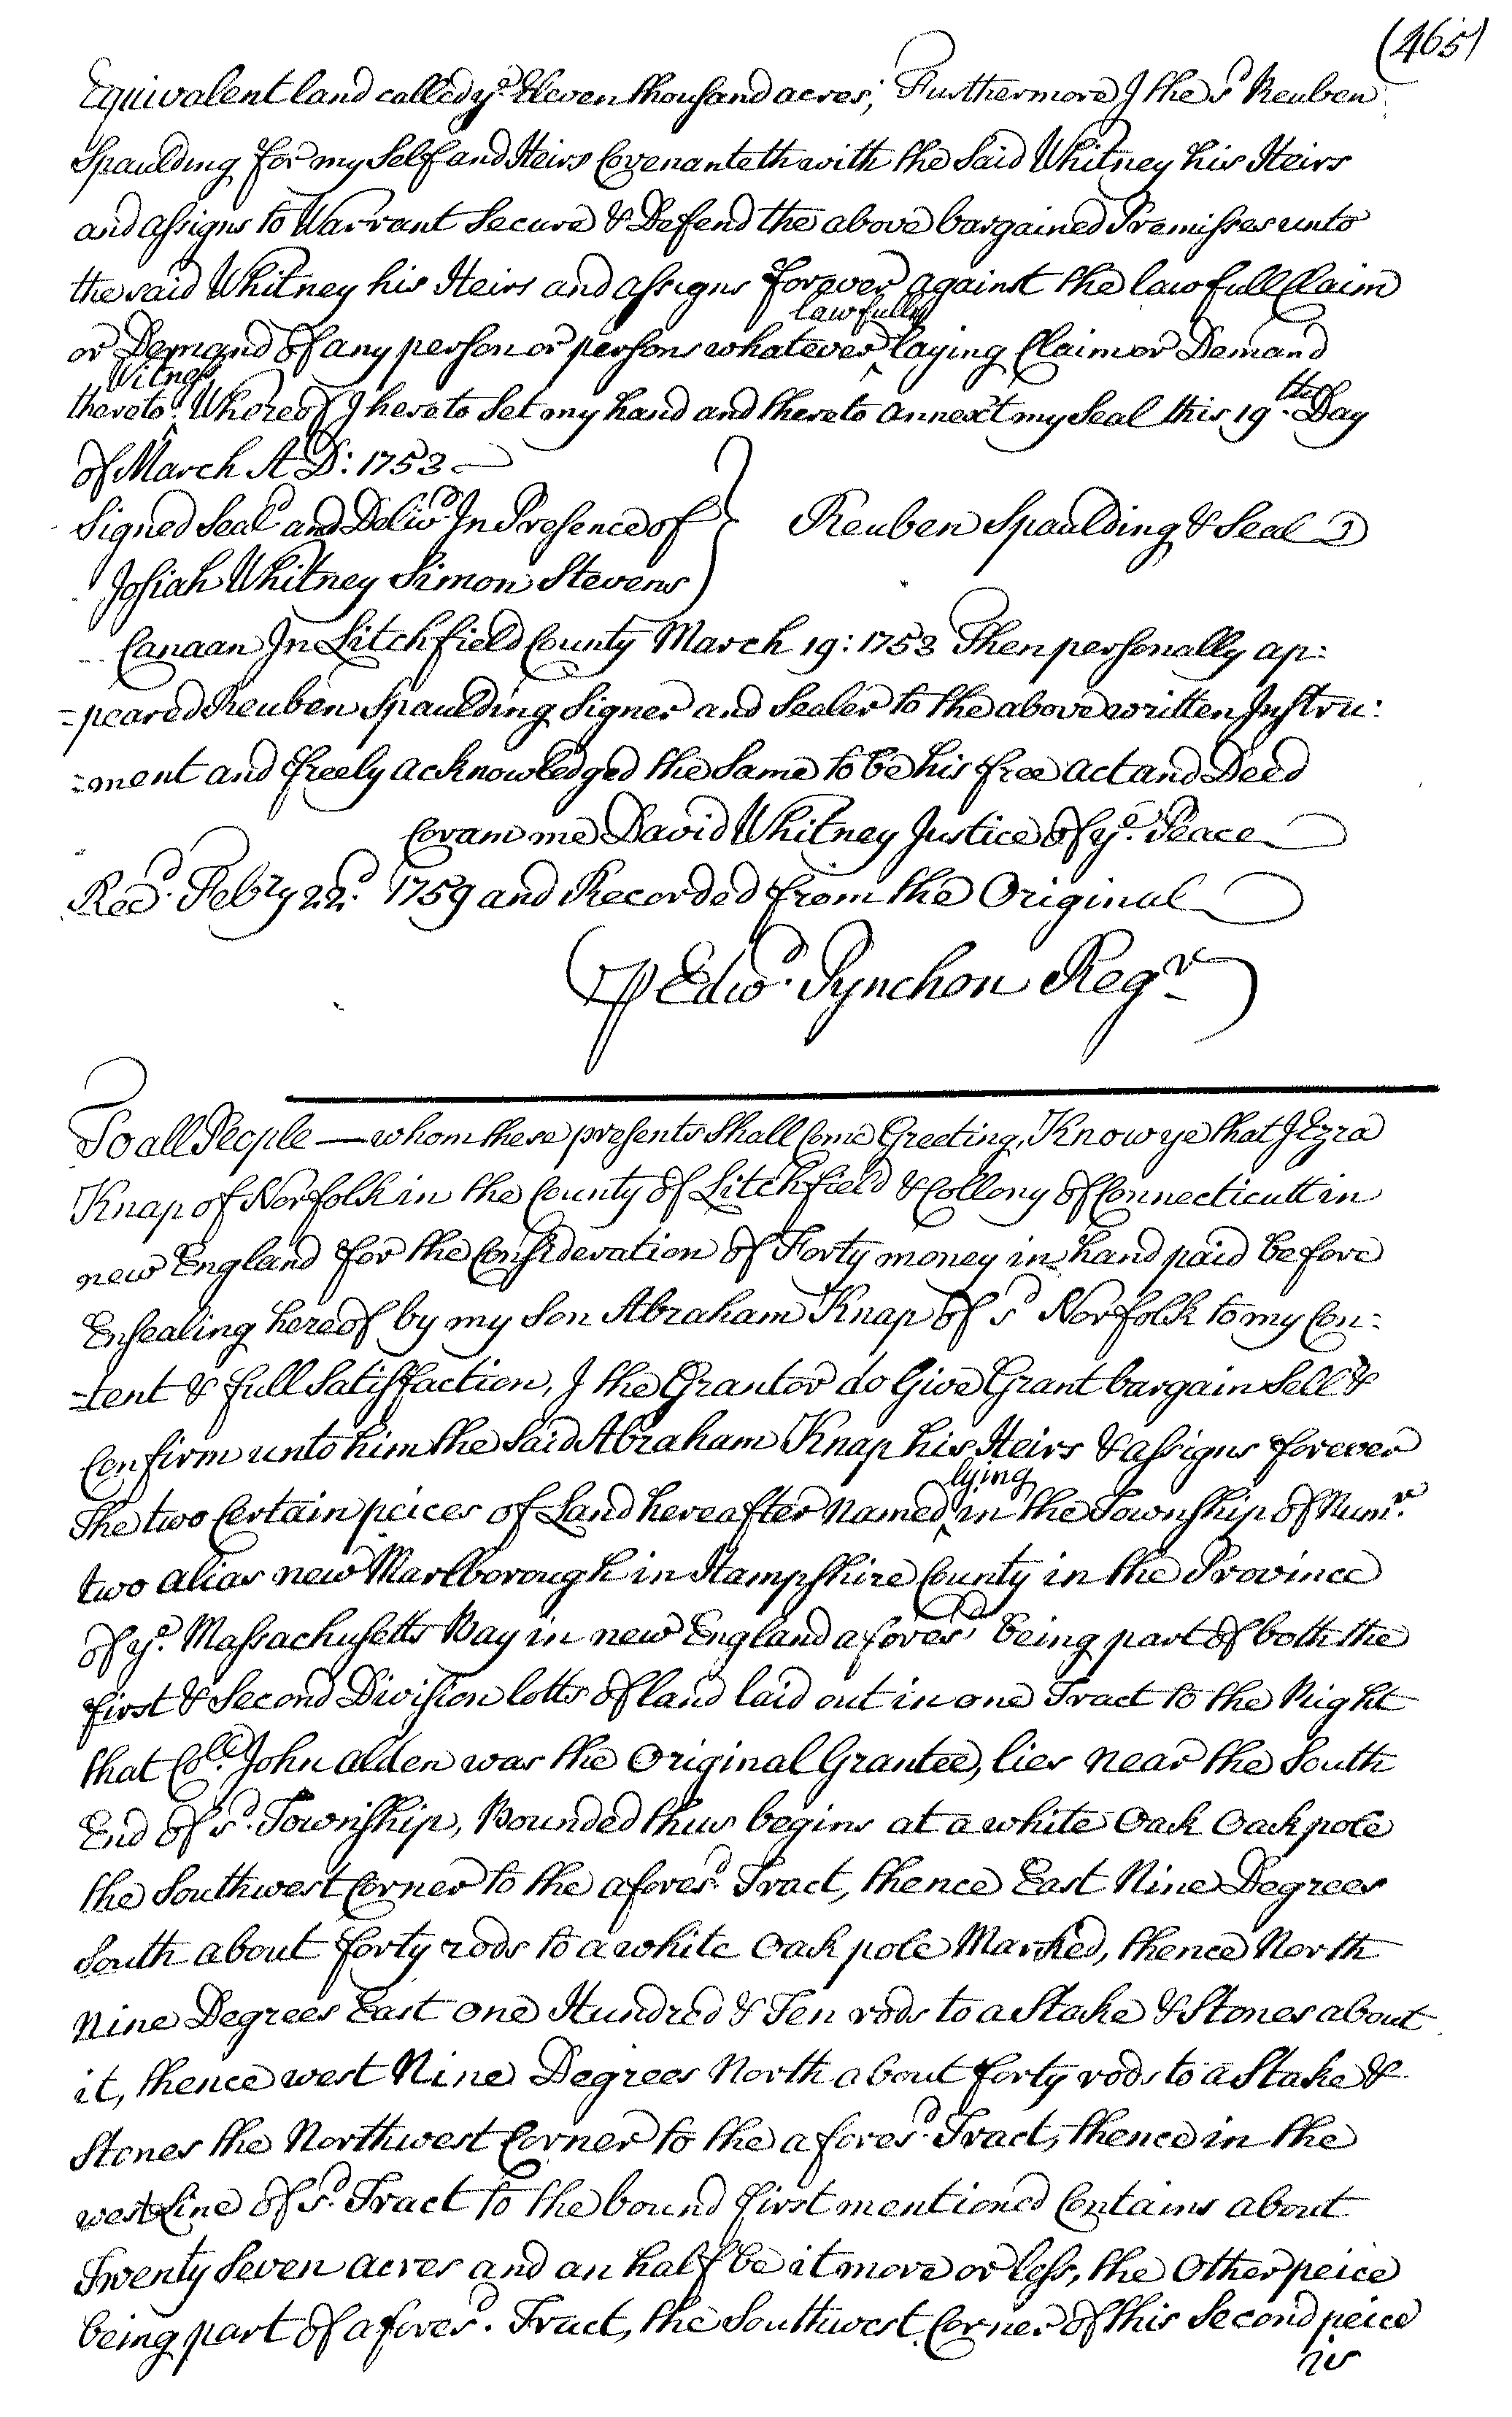 (465)
Equivalent land called ye. Eleven thousand acres; Furthermore I the sd Reuben
Spaulding for my Self and Heirs Covenanteth with the Said Whitney his Heirs
and assigns to Warrant Secure & Defend the above bargained Premisses unto
the said Whitney his Heirs and assigns forever against the lawfull Claim
lawfully
or Demand of any person or persons whatever ^ laying Claim or Demand
Witness
thereto. ^ Whereof I hereto Set my hand and thereto annext my Seal this 19th. Day
of March A D: 1753
Signed Seald and Delivd. In Presence of } Reuben Spaulding & Seal
Josiah Whitney Simon Stevens
Canaan In Litchfield County March 19: 1753 Then personally ap:
=peared Reuben Spaulding Signer and Sealer to the above written Instru:
=ment and freely acknowledged the Same to be his free act and Deed
Coram me David Whitney Justice of ye. Peace
Recd. Febry 22d. 1759 and Recorded from the Original
P Edwd. Pynchon Regr
To all People — whom these presents Shall Come Greeting, Know ye that I Ezra
Knap of Norfolk in the County of Litchfield & Collony of Connecticutt in
new England for the Consideration of Forty money in hand paid before
Ensealing hereof by my Son Abraham Knap of sd Norfolk to my Con:
=tent & full Satisfaction, I the Grantor do Give Grant bargain Sell &
Confirm unto him the Said Abraham Knap his Heirs & assigns forever
lying
The two Certain peices of Land hereafter Named ^ in the Township of Numr.
two alias new Marlborough in Hampshire County in the Province
of ye. Massachusetts Bay in new England aforesd. being part of both the
first & Second Division lotts of land laid out in one Tract to the Right
that Coll. John alden was the Original Grantee, lies near the South
End of sd. Township, Bounded thus begins at a white Oak Oak pole
the Southwest Corner to the aforesd. Tract, thence East Nine Degrees
South about forty rods to a white Oak pole Marked, thence North
Nine Degrees East one Hundred & Ten rods to a Stake & Stones about
it, thence west Nine Degrees North about forty rods to a Stake &
Stones the Northwest Corner to the aforesd. Tract, thence in the
west Line of sd. Tract to the bound first mentioned Contains about
Twenty Seven acres and an half be it more or less, the Other peice
being part of aforesd. Tract, the Southwest Corner of this Second peice
is